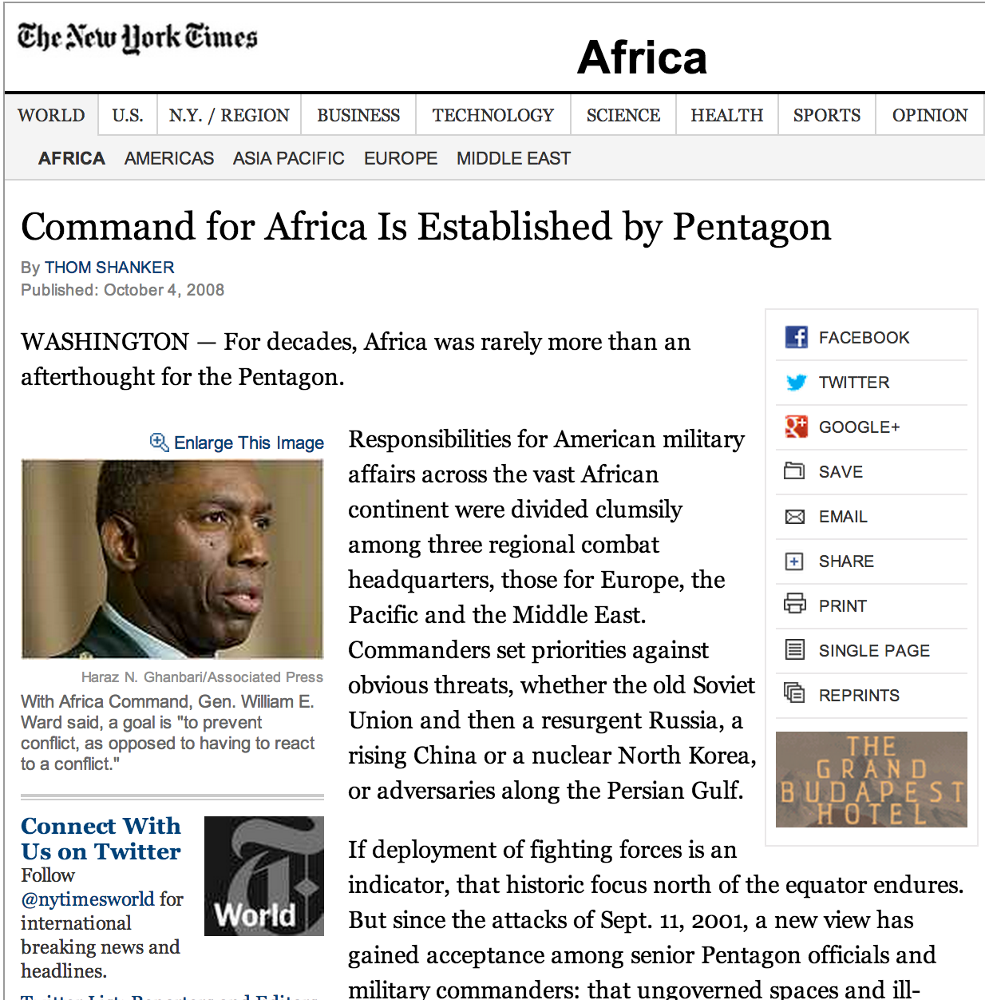 The New York Times
Africa
WORLD U.S. N.Y. / REGION BUSINESS TECHNOLOGY SCIENCE HEALTH SPORTS OPINION
AFRICA AMERICAS ASIA PACIFIC EUROPE MIDDLE EAST
Command for Africa Is Established by Pentagon
By THOM SHANKER
Published: October 4, 2008
WASHINGTON — For decades, Africa was rarely more than an
afterthought for the Pentagon.
Enlarge This Image
Haraz N. Ghanbari/Associated Press
With Africa Command, Gen. William E.
Ward said, a goal is "to prevent
conflict, as opposed to having to react
to a conflict."
Connect With
Us on Twitter
Follow
@nytimesworld for
international
breaking news and
headlines.
Twitter List: Reporters and Editors
World
Responsibilities for American military
affairs across the vast African
continent were divided clumsily
among three regional combat
headquarters, those for Europe, the
Pacific and the Middle East.
Commanders set priorities against
obvious threats, whether the old Soviet
Union and then a resurgent Russia, a
rising China or a nuclear North Korea,
or adversaries along the Persian Gulf.
If deployment of fighting forces is an
indicator, that historic focus north of the equator endures.
But since the attacks of Sept. 11, 2001, a new view has
gained acceptance among senior Pentagon officials and
military commanders: that ungoverned spaces and ill-
FACEBOOK
TWITTER
GOOGLE+
SAVE
EMAIL
SHARE
PRINT
SINGLE PAGE
REPRINTS
THE
GRAND
BUDAPEST
HOTEL